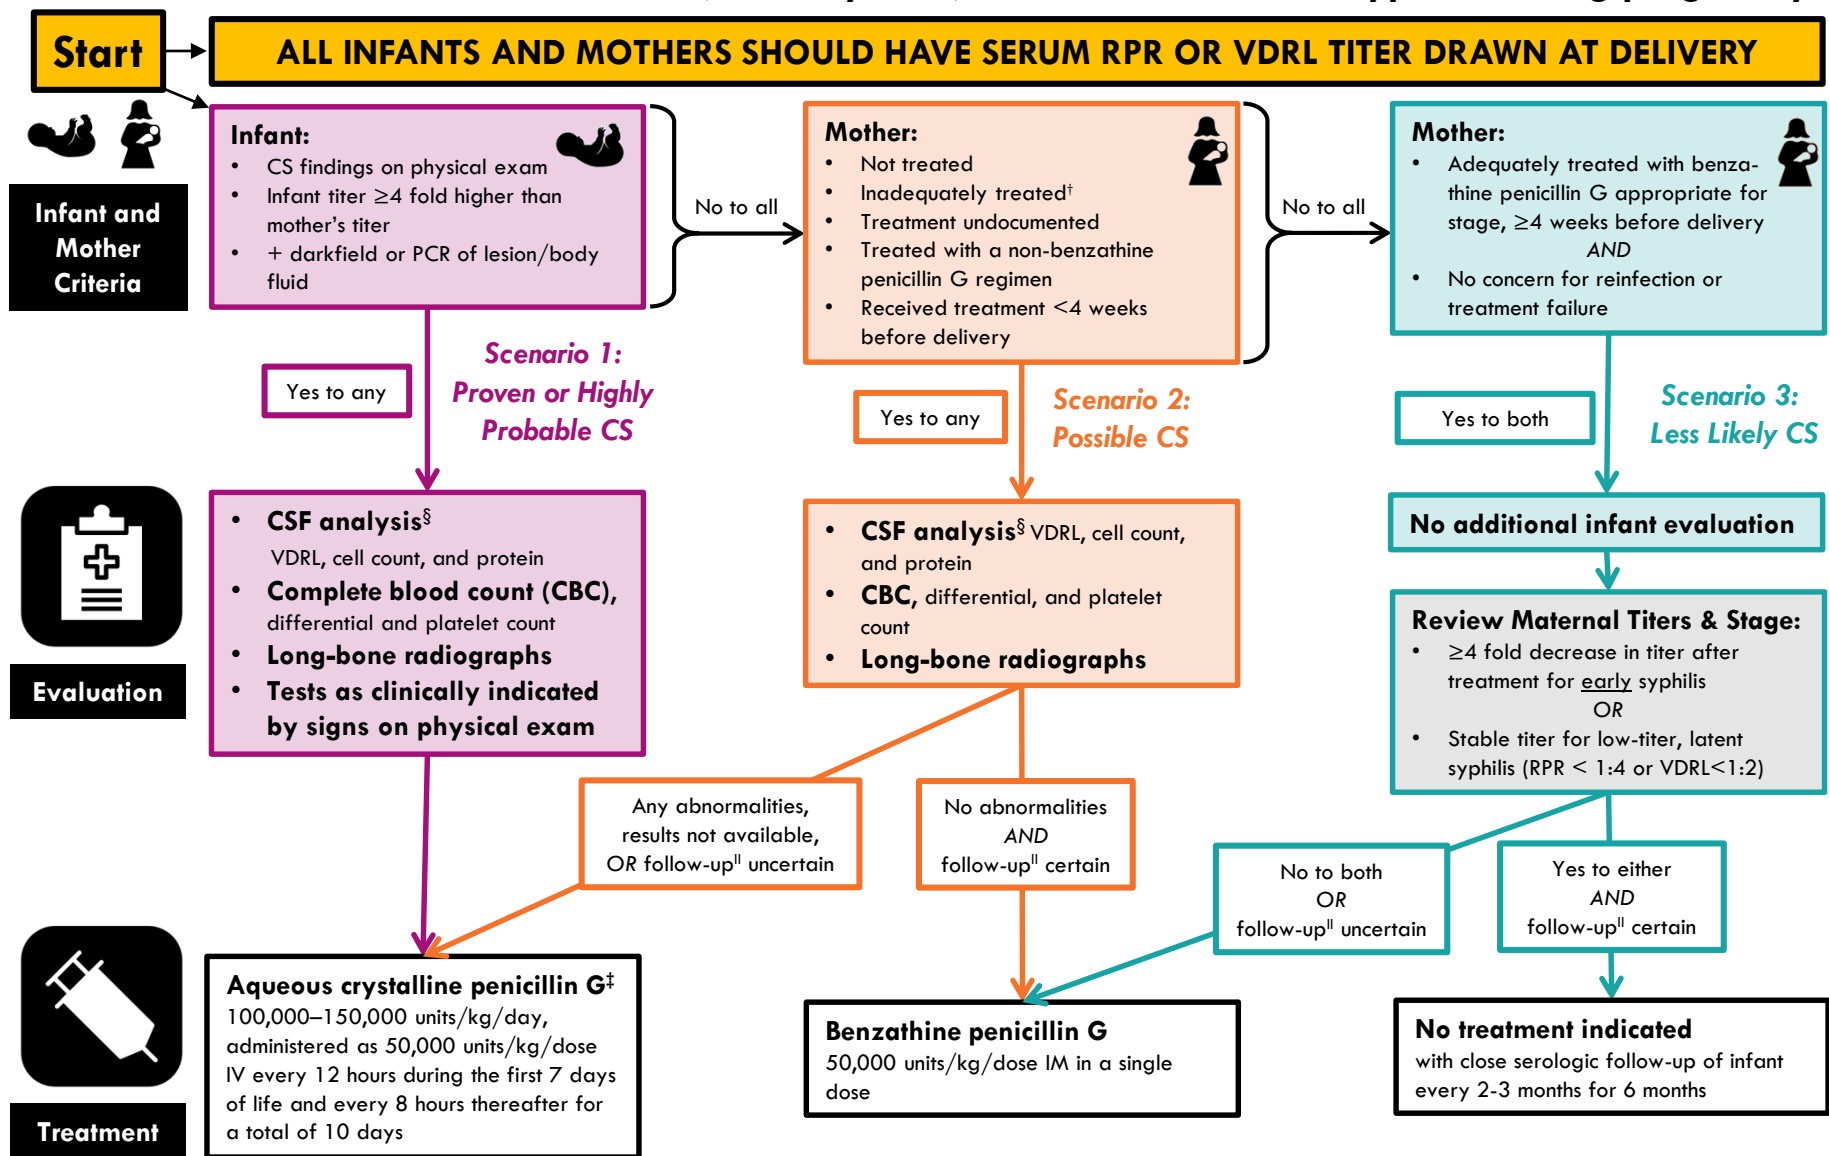 Start
ALL INFANTS AND MOTHERS SHOULD HAVE SERUM RPR OR VDRL TITER DRAWN AT DELIVERY
Infant and
Mother
Criteria
Infant:
• CS findings on physical exam
• Infant titer ≥4 fold higher than
mother's titer
• + darkfield or PCR of lesion/body
fluid
No to all
Mother:
• Not treated
• Inadequately treated†
• Treatment undocumented
• Treated with a non-benzathine
penicillin G regimen
• Received treatment <4 weeks
before delivery
No to all
Mother:
• Adequately treated with benza-
thine penicillin G appropriate for
stage, ≥4 weeks before delivery
AND
• No concern for reinfection or
treatment failure
Yes to any
Scenario 1:
Proven or Highly
Probable CS
Yes to any
Scenario 2:
Possible CS
Yes to both
Scenario 3:
Less Likely CS
Evaluation
• CSF analysis§
VDRL, cell count, and protein
• Complete blood count (CBC),
differential and platelet count
• Long-bone radiographs
• Tests as clinically indicated
by signs on physical exam
• CSF analysis§ VDRL, cell count,
and protein
• CBC, differential, and platelet
count
• Long-bone radiographs
No additional infant evaluation
Review Maternal Titers & Stage:
• ≥4 fold decrease in titer after
treatment for early syphilis
OR
• Stable titer for low-titer, latent
syphilis (RPR < 1:4 or VDRL<1:2)
Any abnormalities,
results not available,
OR follow-up|| uncertain
No abnormalities
AND
follow-up|| certain
No to both
OR
follow-up|| uncertain
Yes to either
AND
follow-up|| certain
Treatment
Aqueous crystalline penicillin G‡
100,000–150,000 units/kg/day,
administered as 50,000 units/kg/dose
IV every 12 hours during the first 7 days
of life and every 8 hours thereafter for
a total of 10 days
Benzathine penicillin G
50,000 units/kg/dose IM in a single
dose
No treatment indicated
with close serologic follow-up of infant
every 2-3 months for 6 months